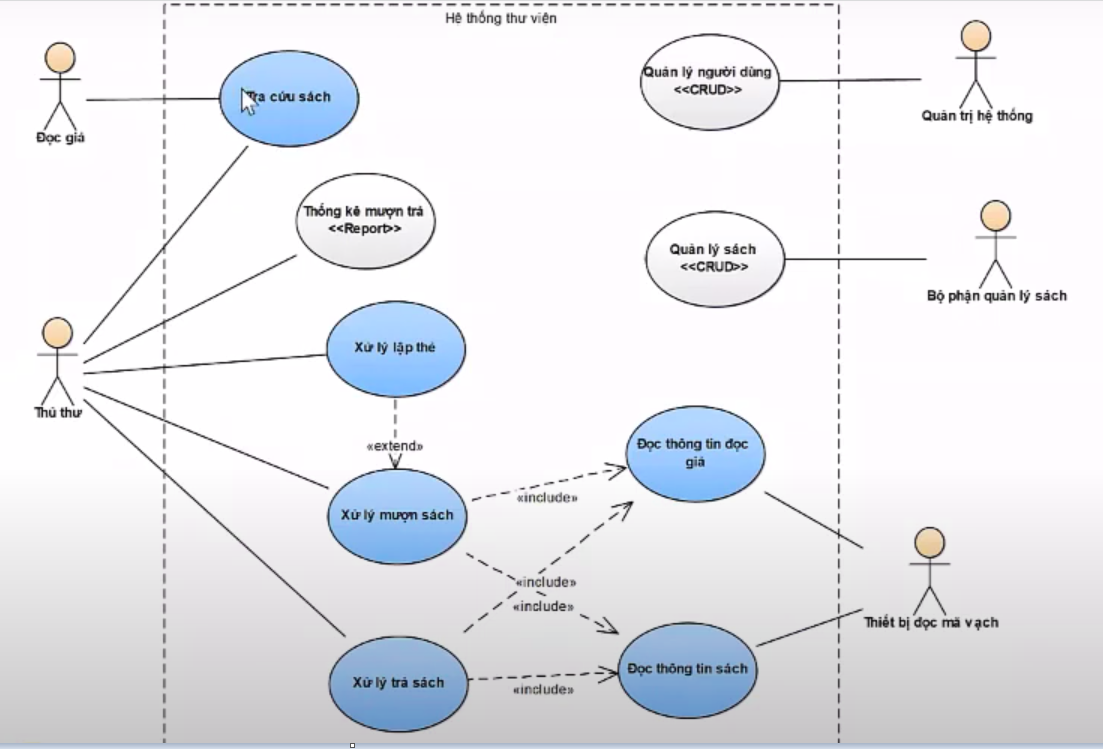 Hệ thống thư viện
Đọc giả
Tra cứu sách
Quản lý người dùng
<<CRUD>>
Quản trị hệ thống
Thống kê mượn trả
<<Report>>
Quản lý sách
<<CRUD>>
Bộ phận quản lý sách
Thủ thư
Xử lý lập thẻ
«extend»
Đọc thông tin đọc
giả
«include»
Xử lý mượn sách
«include»
«include»
Thiết bị đọc mã vạch
Xử lý trả sách
«include»
Đọc thông tin sách